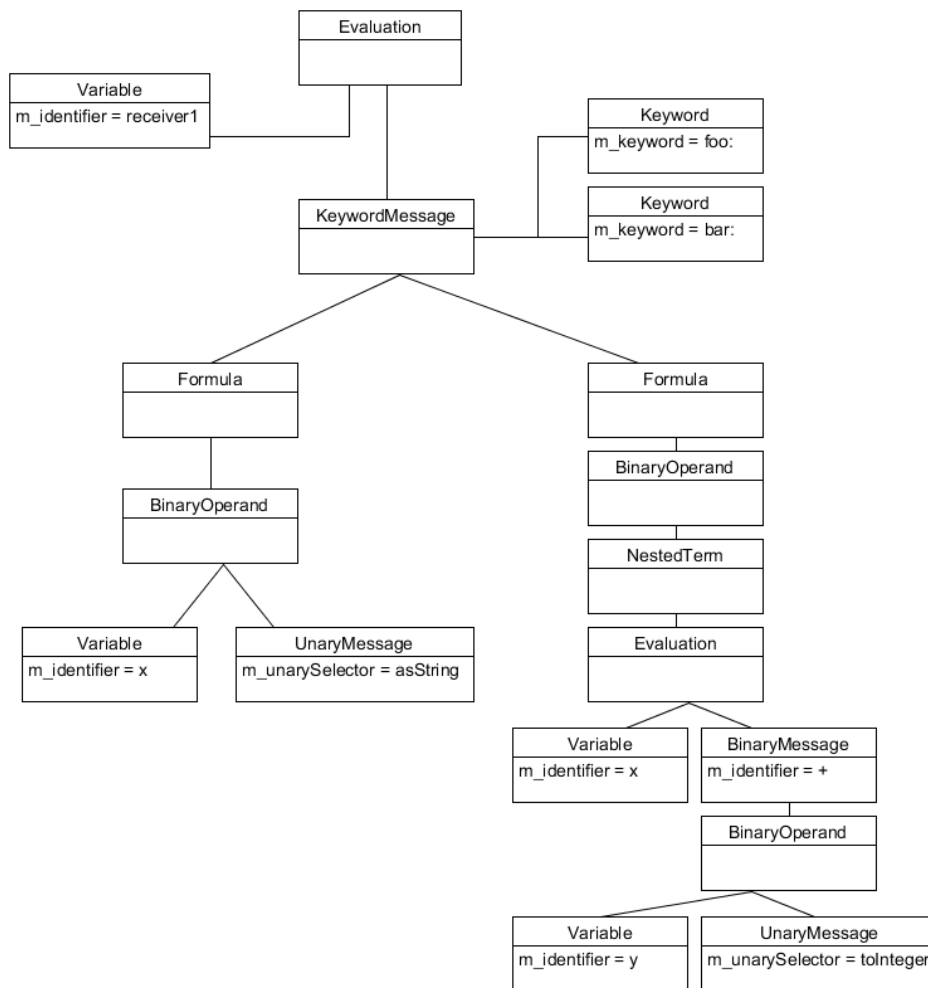 Evaluation
Variable
m_identifier = receiver1
Keyword
m_keyword = foo:
Keyword
m_keyword = bar:
KeywordMessage
Formula
Formula
BinaryOperand
BinaryOperand
NestedTerm
Variable
m_identifier = x
UnaryMessage
m_unarySelector = asString
Evaluation
Variable
m_identifier = x
BinaryMessage
m_identifier = +
BinaryOperand
Variable
m_identifier = y
UnaryMessage
m_unarySelector = toInteger